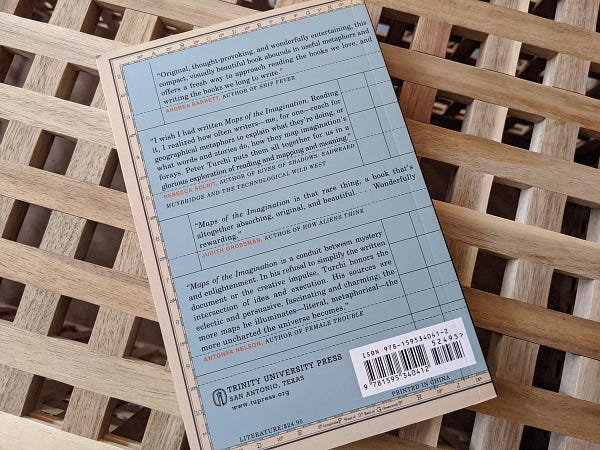 "Original, thought-provoking, and wonderfully entertaining, this
compact, visually beautiful book abounds in useful metaphors and
offers a fresh way to approach reading the books we love, and
writing the books we long to write."
ANDREA BARRETT, AUTHOR OF SHIP FEVER
"I wish I had written Maps of the Imagination. Reading
it, I realized how often writers—me, for one—reach for
geographical metaphors to explain what they're doing, or
what words and stories do, how they map imagination's
forays. Peter Turchi puts them all together for us in a
glorious exploration of reading and mapping and meaning."
REBECCA SOLNIT, AUTHOR OF RIVER OF SHADOWS: EADWEARD
MUYBRIDGE AND THE TECHNOLOGICAL WILD WEST
"Maps of the Imagination is that rare thing, a book that's
altogether absorbing, original, and beautiful. . . . Wonderfully
rewarding."
JUDITH GROSSMAN, AUTHOR OF HOW ALIENS THINK
"Maps of the Imagination is a conduit between mystery
and enlightenment. In his refusal to simplify the written
document or the creative impulse, Turchi honors the
intersection of idea and execution. His sources are
eclectic and persuasive, fascinating and charming; the
more maps he illuminates—literal, metaphorical—the
more uncharted the universe becomes."
ANTONYA NELSON, AUTHOR OF FEMALE TROUBLE
TRINITY UNIVERSITY PRESS
SAN ANTONIO, TEXAS
www.tupress.org
ISBN 978-159534041-2
52495>
9 781595 340412
PRINTED IN CHINA
LITERATURE/$24.95